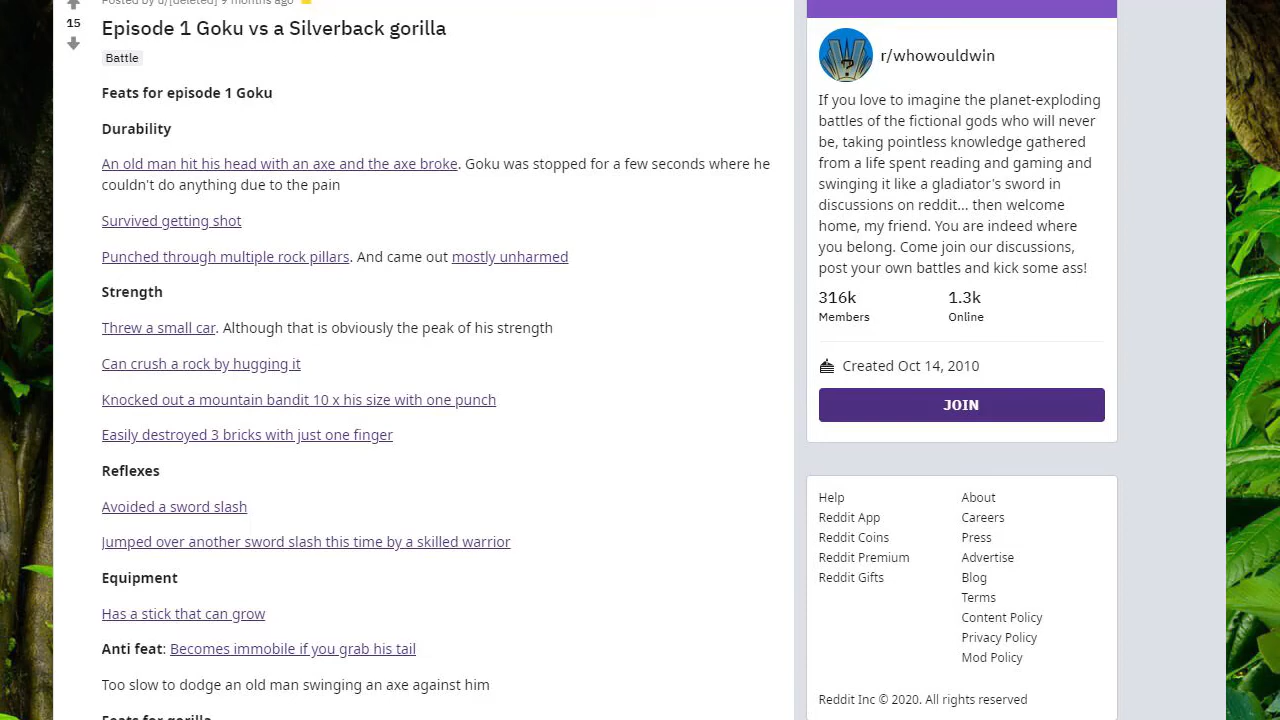 Posted by u/[deleted] 9 months ago
15
Episode 1 Goku vs a Silverback gorilla
Battle
Feats for episode 1 Goku
Durability
An old man hit his head with an axe and the axe broke. Goku was stopped for a few seconds where he
couldn't do anything due to the pain
Survived getting shot
Punched through multiple rock pillars. And came out mostly unharmed
Strength
Threw a small car. Although that is obviously the peak of his strength
Can crush a rock by hugging it
Knocked out a mountain bandit 10 x his size with one punch
Easily destroyed 3 bricks with just one finger
Reflexes
Avoided a sword slash
Jumped over another sword slash this time by a skilled warrior
Equipment
Has a stick that can grow
Anti feat: Becomes immobile if you grab his tail
Too slow to dodge an old man swinging an axe against him
Feats for gorilla
r/whowouldwin
If you love to imagine the planet-exploding
battles of the fictional gods who will never
be, taking pointless knowledge gathered
from a life spent reading and gaming and
swinging it like a gladiator's sword in
discussions on reddit... then welcome
home, my friend. You are indeed where
you belong. Come join our discussions,
post your own battles and kick some ass!
316k 1.3k
Members Online
Created Oct 14, 2010
JOIN
Help About
Reddit App Careers
Reddit Coins Press
Reddit Premium Advertise
Reddit Gifts Blog
Terms
Content Policy
Privacy Policy
Mod Policy
Reddit Inc © 2020. All rights reserved